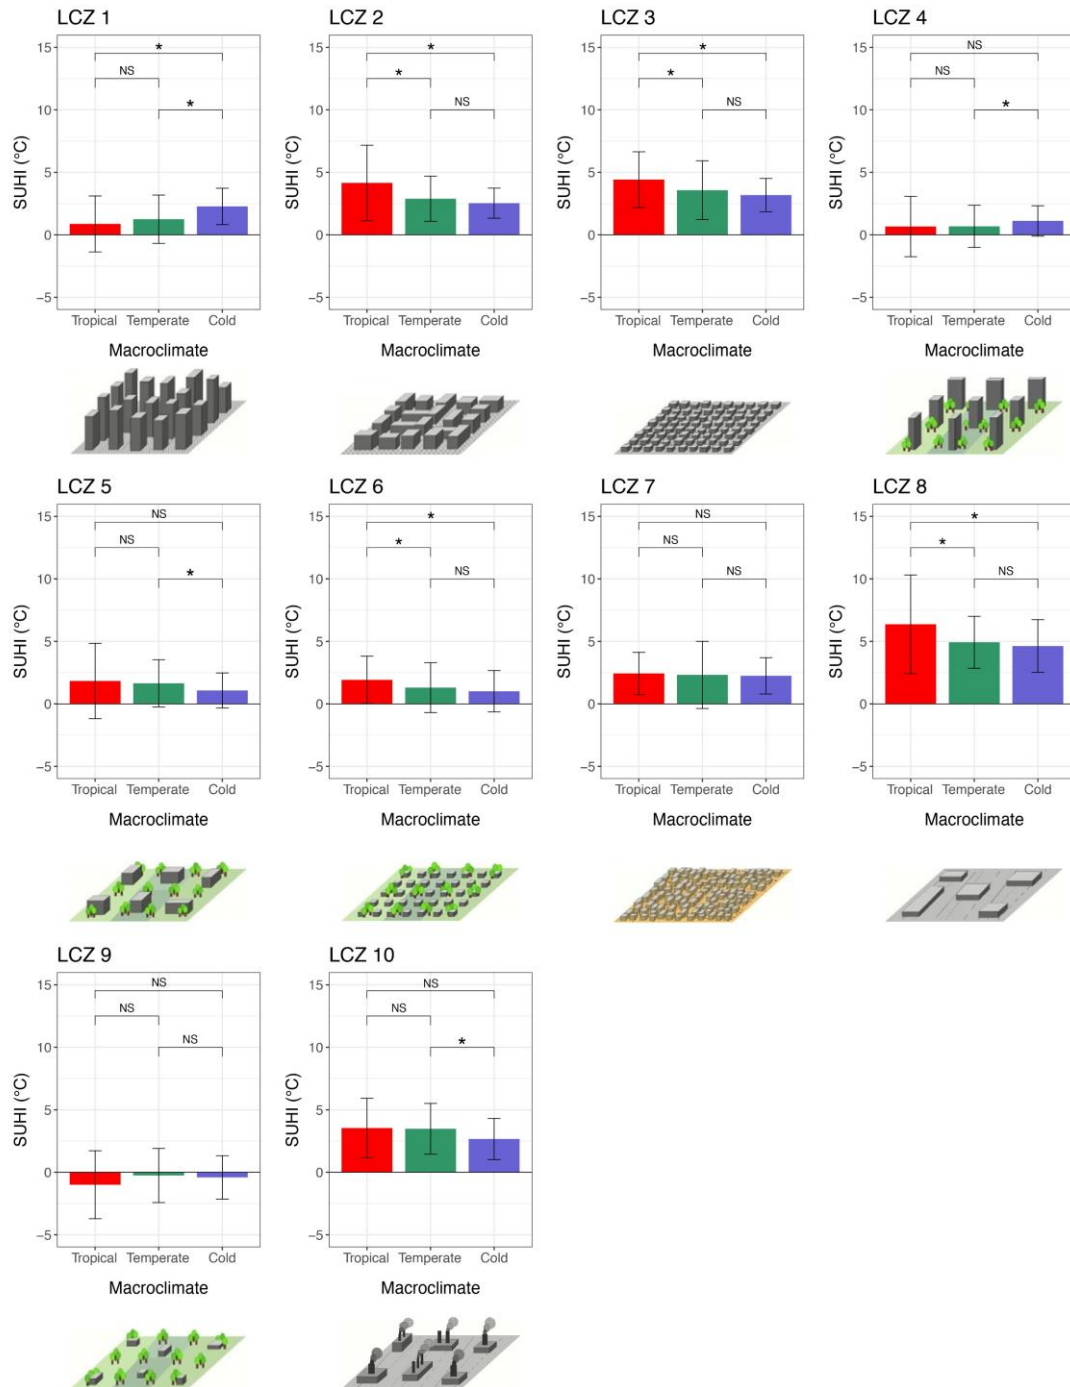 LCZ 1
15
10
5
0
−5
SUHI (°C)
*
NS
*
Tropical Temperate Cold
Macroclimate
LCZ 2
15
10
5
0
−5
SUHI (°C)
*
*
NS
Tropical Temperate Cold
Macroclimate
LCZ 3
15
10
5
0
−5
SUHI (°C)
*
*
NS
Tropical Temperate Cold
Macroclimate
LCZ 4
15
10
5
0
−5
SUHI (°C)
NS
NS
*
Tropical Temperate Cold
Macroclimate
LCZ 5
15
10
5
0
−5
SUHI (°C)
NS
NS
*
Tropical Temperate Cold
Macroclimate
LCZ 6
15
10
5
0
−5
SUHI (°C)
*
*
NS
Tropical Temperate Cold
Macroclimate
LCZ 7
15
10
5
0
−5
SUHI (°C)
NS
NS
NS
Tropical Temperate Cold
Macroclimate
LCZ 8
15
10
5
0
−5
SUHI (°C)
*
*
NS
Tropical Temperate Cold
Macroclimate
LCZ 9
15
10
5
0
−5
SUHI (°C)
NS
NS
NS
Tropical Temperate Cold
Macroclimate
LCZ 10
15
10
5
0
−5
SUHI (°C)
NS
NS
*
Tropical Temperate Cold
Macroclimate